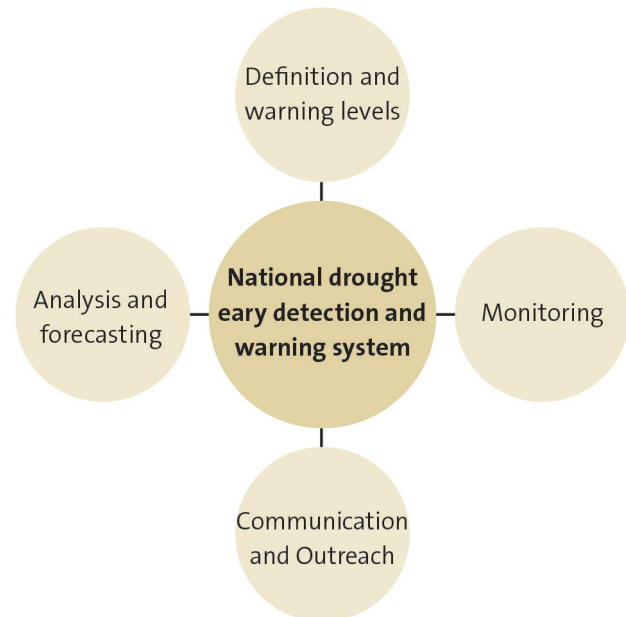 Definition and
warning levels
National drought
eary detection and
warning system
Analysis and
forecasting
Monitoring
Communication
and Outreach